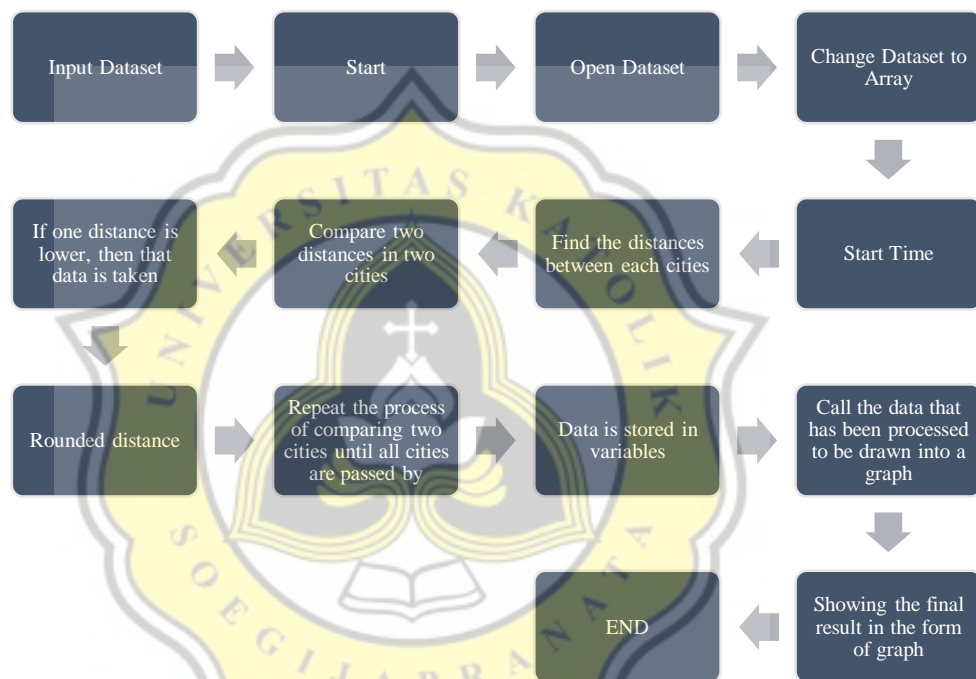 Input Dataset
Start
Open Dataset
Change Dataset to
Array
Start Time
Find the distances
between each cities
Compare two
distances in two
cities
If one distance is
lower, then that
data is taken
Rounded distance
Repeat the process
of comparing two
cities until all cities
are passed by
Data is stored in
variables
Call the data that
has been processed
to be drawn into a
graph
Showing the final
result in the form
of graph
END
UNIVERSITAS KATOLIK
SOEGIJAPRANATA